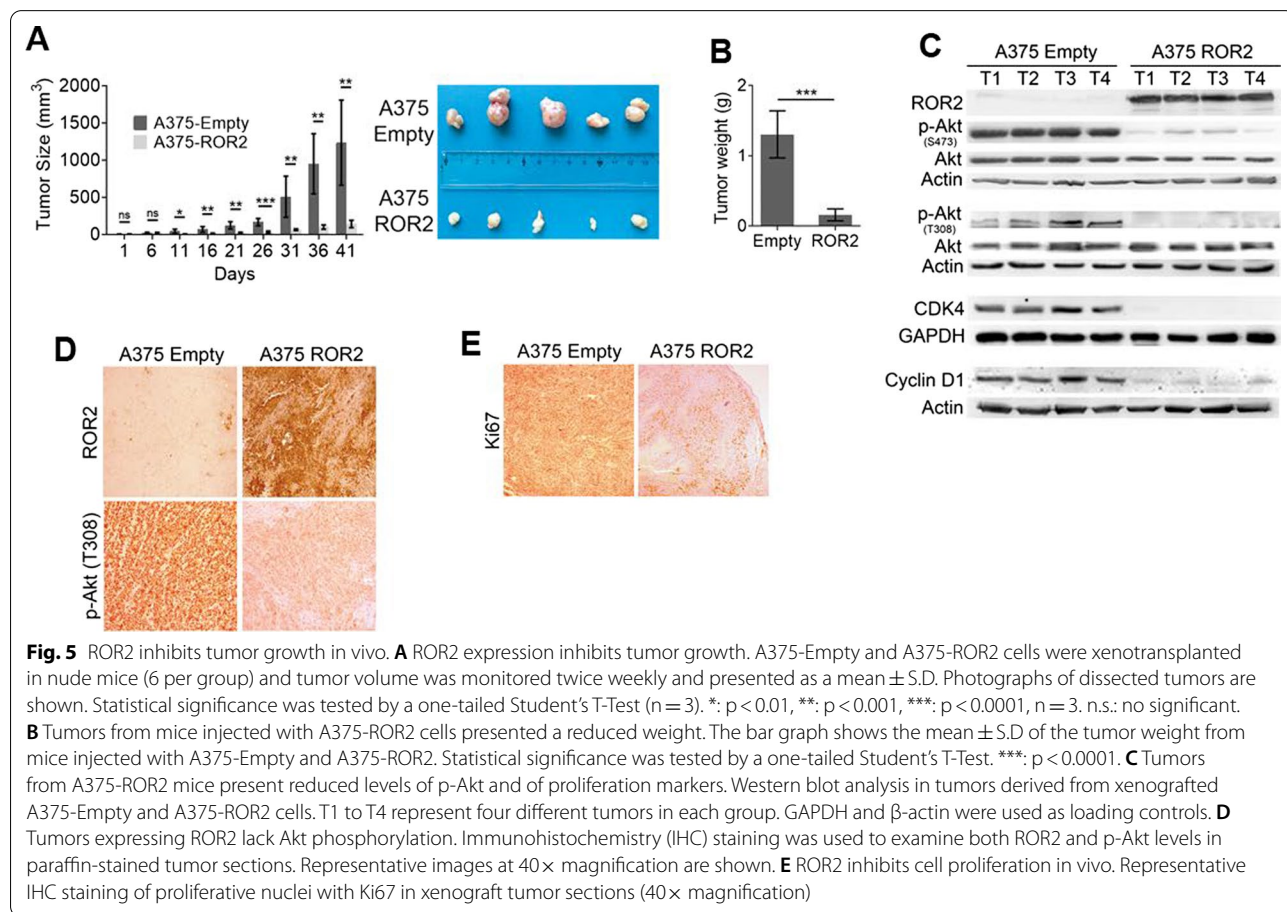 A
Tumor Size (mm3)
2000
1500
1000
500
0
A375-Empty
A375-ROR2
ns
ns
*
**
**
***
**
**
**
1 6 11 16 21 26 31 36 41
Days
A375
Empty
A375
ROR2
B
Tumor weight (g)
2
1
0
***
Empty ROR2
C
A375 Empty A375 ROR2
T1 T2 T3 T4 T1 T2 T3 T4
ROR2
p-Akt
(S473)
Akt
Actin
p-Akt
(T308)
Akt
Actin
CDK4
GAPDH
Cyclin D1
Actin
D
A375 Empty A375 ROR2
ROR2
p-Akt (T308)
E
A375 Empty A375 ROR2
Ki67
Fig. 5 ROR2 inhibits tumor growth in vivo. A ROR2 expression inhibits tumor growth. A375-Empty and A375-ROR2 cells were xenotransplanted
in nude mice (6 per group) and tumor volume was monitored twice weekly and presented as a mean ± S.D. Photographs of dissected tumors are
shown. Statistical significance was tested by a one-tailed Student's T-Test (n = 3). *: p < 0.01, **: p < 0.001, ***: p < 0.0001, n = 3. n.s.: no significant.
B Tumors from mice injected with A375-ROR2 cells presented a reduced weight. The bar graph shows the mean ± S.D of the tumor weight from
mice injected with A375-Empty and A375-ROR2. Statistical significance was tested by a one-tailed Student's T-Test. ***: p < 0.0001. C Tumors
from A375-ROR2 mice present reduced levels of p-Akt and of proliferation markers. Western blot analysis in tumors derived from xenografted
A375-Empty and A375-ROR2 cells. T1 to T4 represent four different tumors in each group. GAPDH and β-actin were used as loading controls. D
Tumors expressing ROR2 lack Akt phosphorylation. Immunohistochemistry (IHC) staining was used to examine both ROR2 and p-Akt levels in
paraffin-stained tumor sections. Representative images at 40× magnification are shown. E ROR2 inhibits cell proliferation in vivo. Representative
IHC staining of proliferative nuclei with Ki67 in xenograft tumor sections (40× magnification)